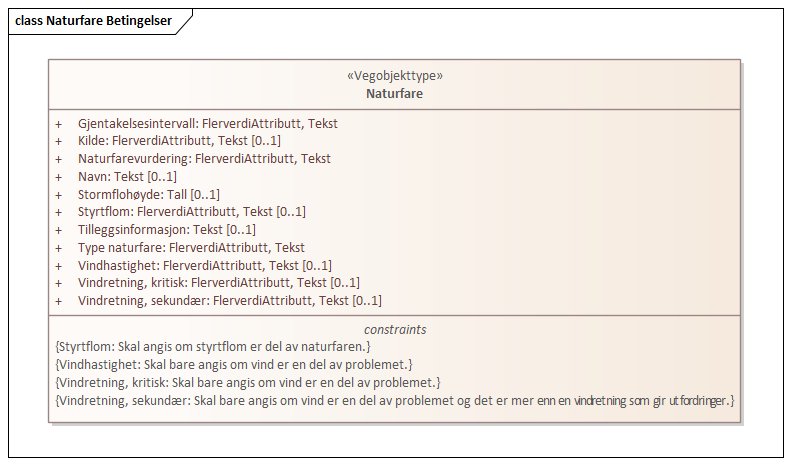 class Naturfare Betingelser
«Vegobjekttype»
Naturfare
+ Gjentakelsesintervall: FlerverdiAttributt, Tekst
+ Kilde: FlerverdiAttributt, Tekst [0..1]
+ Naturfarevurdering: FlerverdiAttributt, Tekst
+ Navn: Tekst [0..1]
+ Stormflohøyde: Tall [0..1]
+ Styrtflom: FlerverdiAttributt, Tekst [0..1]
+ Tilleggsinformasjon: Tekst [0..1]
+ Type naturfare: FlerverdiAttributt, Tekst
+ Vindhastighet: FlerverdiAttributt, Tekst [0..1]
+ Vindretning, kritisk: FlerverdiAttributt, Tekst [0..1]
+ Vindretning, sekundær: FlerverdiAttributt, Tekst [0..1]
constraints
{Styrtflom: Skal angis om styrtflom er del av naturfaren.}
{Vindhastighet: Skal bare angis om vind er en del av problemet.}
{Vindretning, kritisk: Skal bare angis om vind er en del av problemet.}
{Vindretning, sekundær: Skal bare angis om vind er en del av problemet og det er mer enn en vindretning som gir utfordringer.}